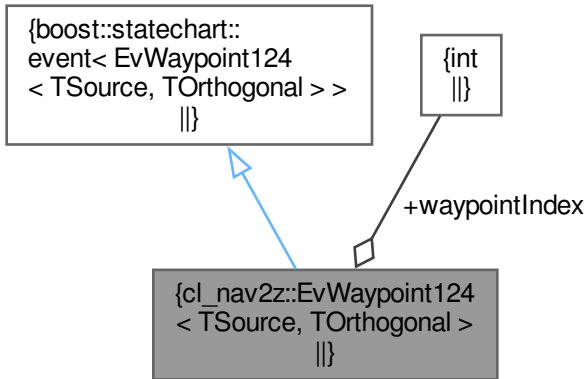 {boost::statechart::
event< EvWaypoint124
< TSource, TOrthogonal > >
||}
{int
||}
+waypointIndex
{cl_nav2z::EvWaypoint124
< TSource, TOrthogonal >
||}